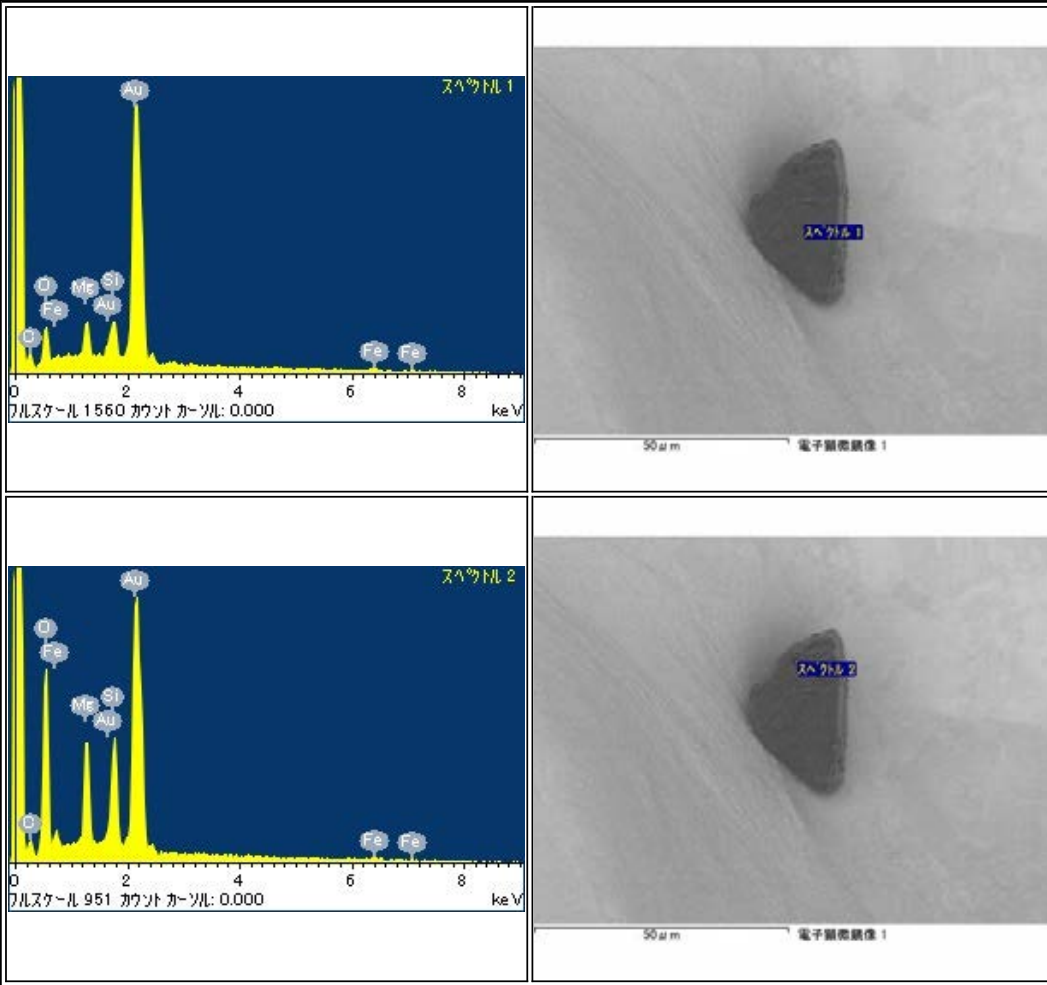 スペクトル 1
Au
O
Mg
Si
Fe
Au
C
Fe
Fe
0 2 4 6 8
フルスケール 1560 カウント カーソル: 0.000 keV
スペクトル 1
50μm 電子顕微鏡像 1
スペクトル 2
Au
O
Fe
Si
Mg
Au
C
Fe
Fe
0 2 4 6 8
フルスケール 951 カウント カーソル: 0.000 keV
スペクトル 2
50μm 電子顕微鏡像 1